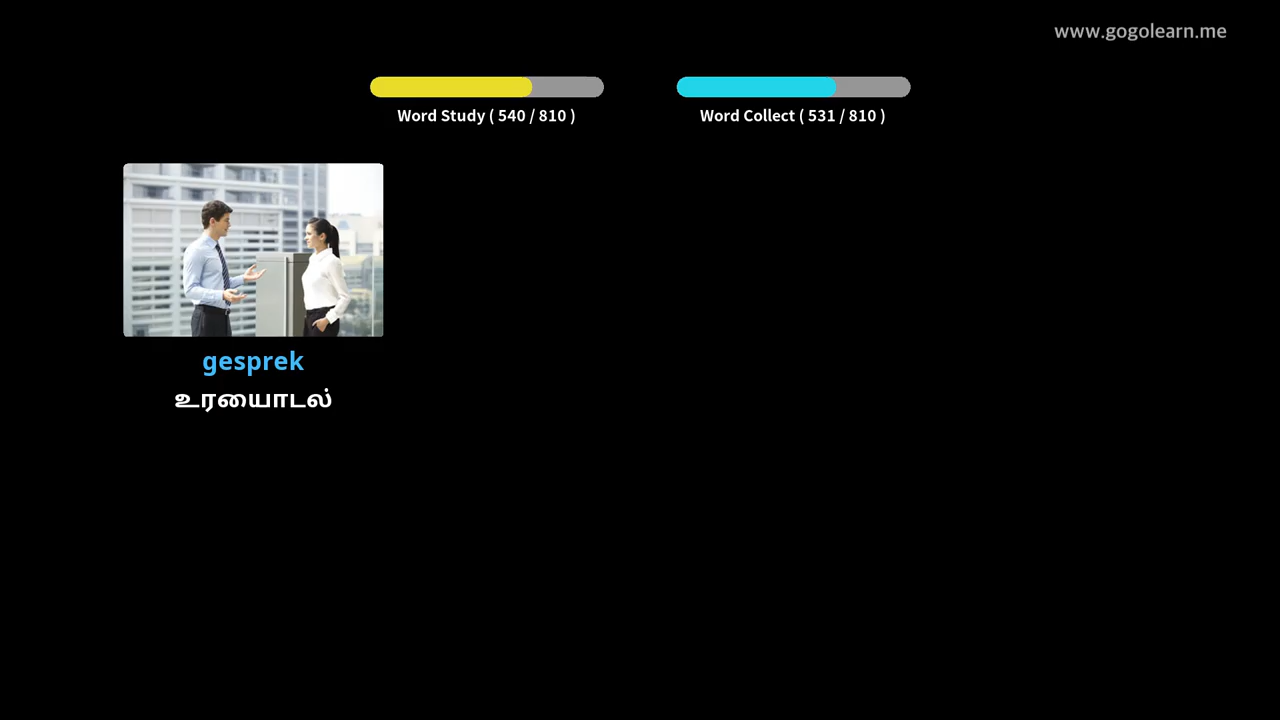 www.gogolearn.me
Word Study ( 540 / 810 )
Word Collect ( 531 / 810 )
gesprek
உரையாடல்